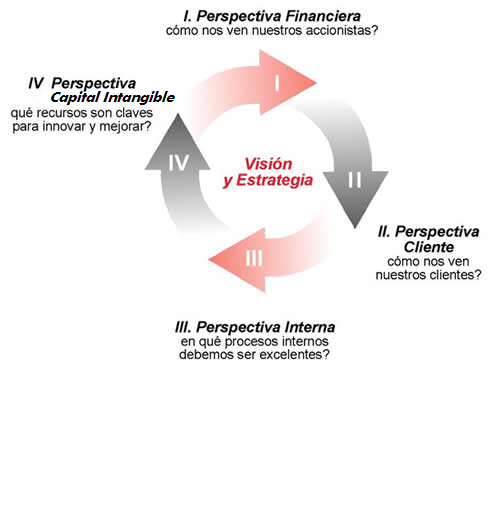 I. Perspectiva Financiera
cómo nos ven nuestros accionistas?
I
II
II. Perspectiva
Cliente
cómo nos ven
nuestros clientes?
III
III. Perspectiva Interna
en qué procesos internos
debemos ser excelentes?
IV
IV Perspectiva
Capital Intangible
qué recursos son claves
para innovar y mejorar?
Visión
y Estrategia